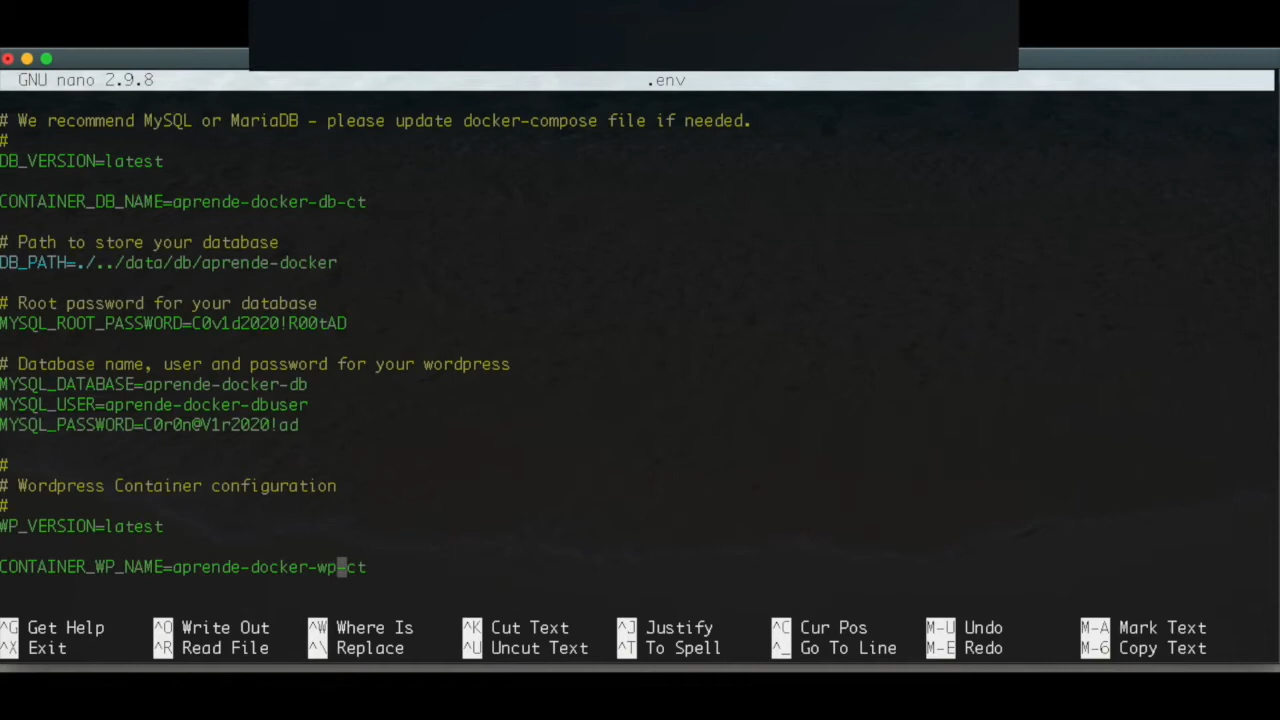 GNU nano 2.9.8 .env
# We recommend MySQL or MariaDB - please update docker-compose file if needed.
#
DB_VERSION=latest
CONTAINER_DB_NAME=aprende-docker-db-ct
# Path to store your database
DB_PATH=./../data/db/aprende-docker
# Root password for your database
MYSQL_ROOT_PASSWORD=C0v1d2020!R00tAD
# Database name, user and password for your wordpress
MYSQL_DATABASE=aprende-docker-db
MYSQL_USER=aprende-docker-dbuser
MYSQL_PASSWORD=C0r0n@V1r2020!ad
#
# Wordpress Container configuration
#
WP_VERSION=latest
CONTAINER_WP_NAME=aprende-docker-wp-ct
^G Get Help ^O Write Out ^W Where Is ^K Cut Text ^J Justify ^C Cur Pos M-U Undo M-A Mark Text
^X Exit ^R Read File ^\ Replace ^U Uncut Text ^T To Spell ^_ Go To Line M-E Redo M-6 Copy Text